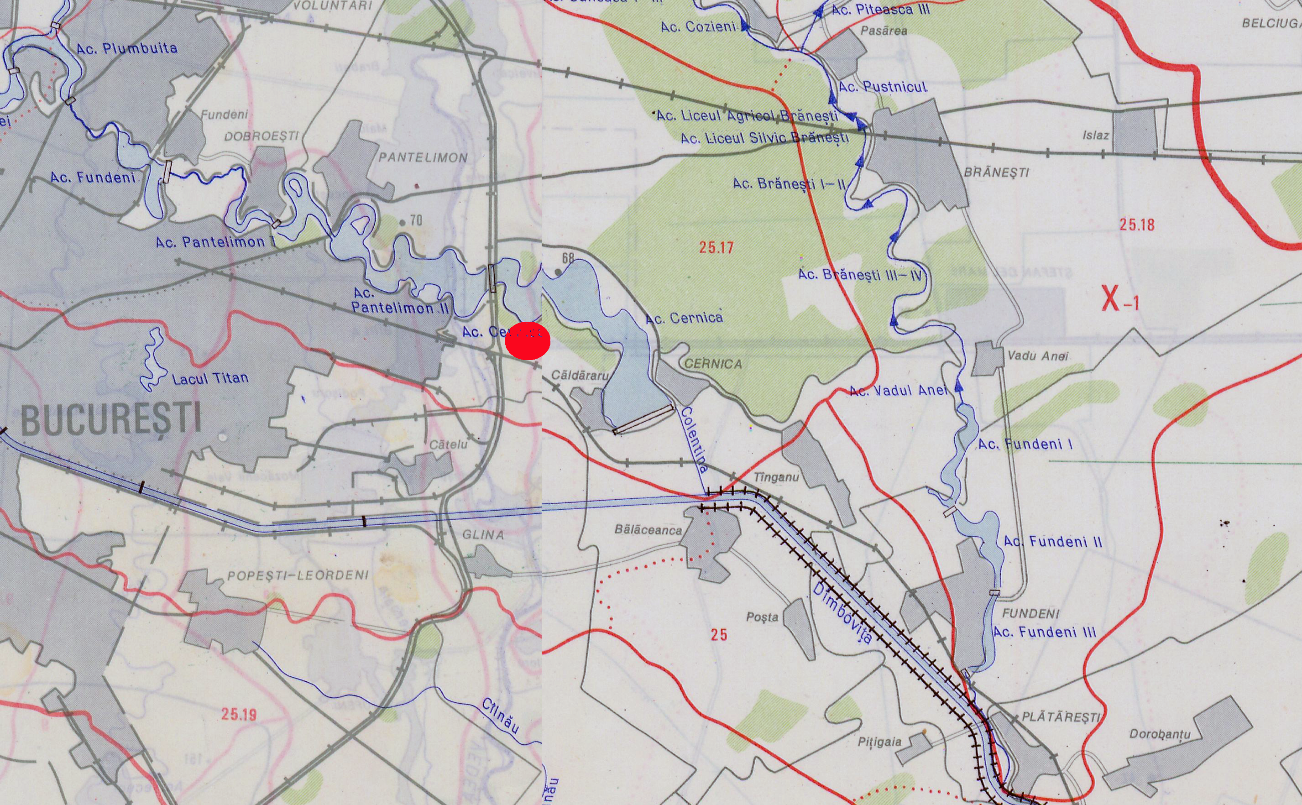 VOLUNTARI
Ac. Piteasca III
Ac. Cozieni
Pasărea
BELCIUGA
Ac. Plumbuita
Ac. Pustnicul
Fundeni
Ac. Liceul Agricol Brănești
DOBROEȘTI
Ac. Liceul Silvic Brănești
Islaz
PANTELIMON
Ac. Fundeni
BRĂNEȘTI
Ac. Brănești I–II
70
25.17
25.18
Ac. Pantelimon I
68
Ac. Brănești III–IV
Ac.
Pantelimon II
X-1
Ac. Cernica
Vadu Anei
CERNICA
Lacul Titan
Căldăraru
Ac. Vadul Anei
BUCUREȘTI
Colentina
Cățelu
Ac. Fundeni I
Tînganu
Bălăceanca
GLINA
Ac. Fundeni II
POPEȘTI–LEORDENI
Dîmbovița
FUNDENI
Poșta
25
Ac. Fundeni III
25.19
Cîlnău
PLĂTĂREȘTI
Pițigaia
Dorobanțu
nău